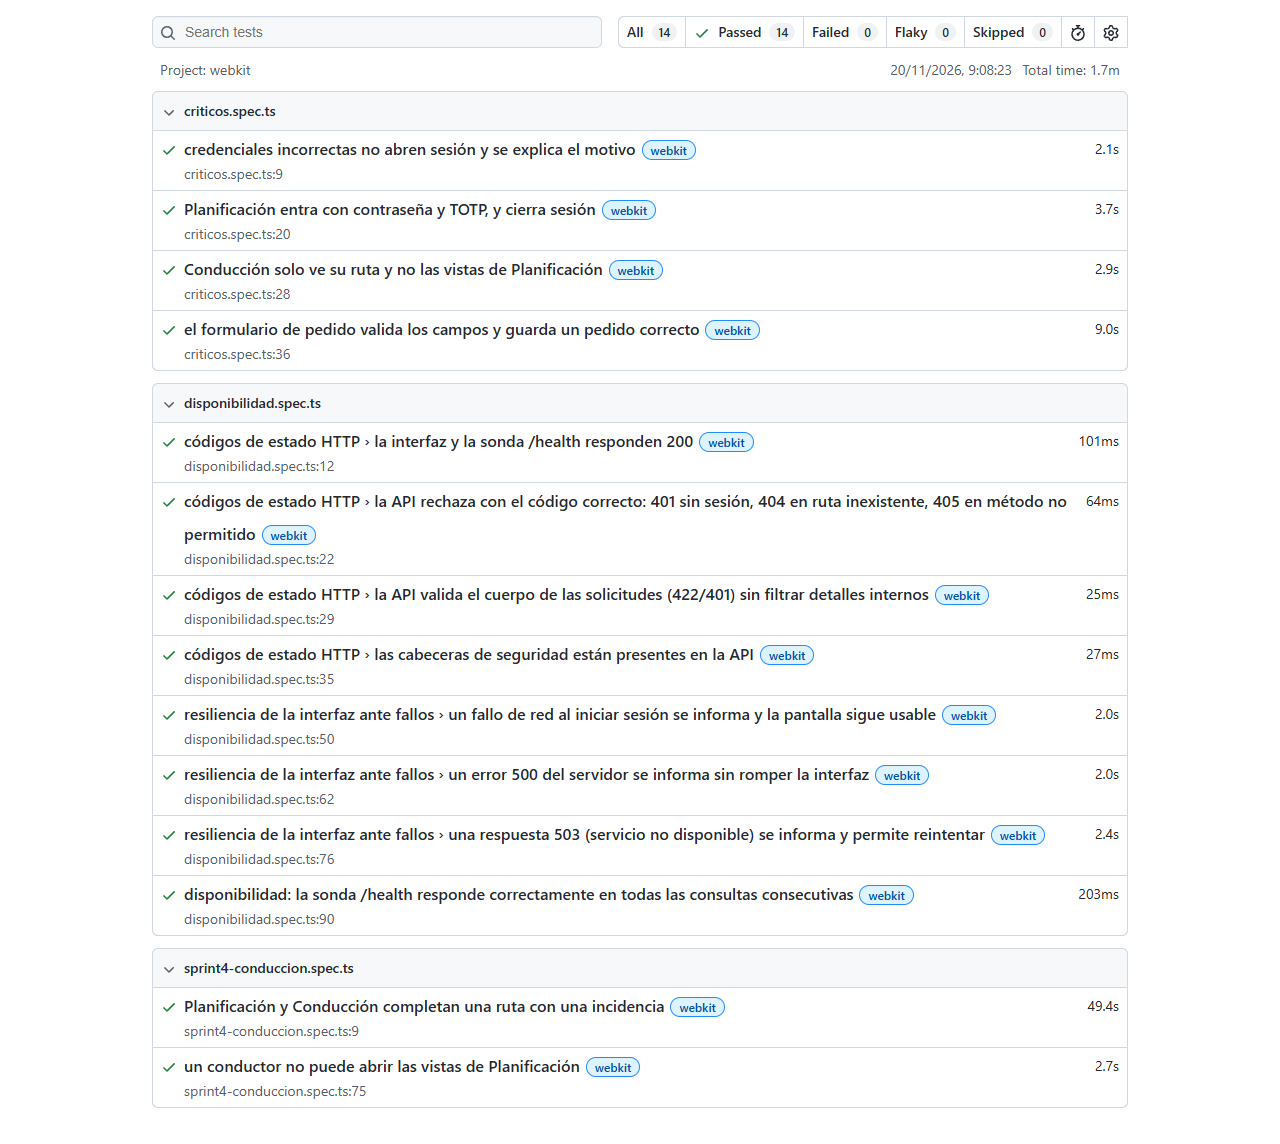 Search tests
All 14 Passed 14 Failed 0 Flaky 0 Skipped 0
Project: webkit 20/11/2026, 9:08:23 Total time: 1.7m
criticos.spec.ts
credenciales incorrectas no abren sesión y se explica el motivo webkit 2.1s
criticos.spec.ts:9
Planificación entra con contraseña y TOTP, y cierra sesión webkit 3.7s
criticos.spec.ts:20
Conducción solo ve su ruta y no las vistas de Planificación webkit 2.9s
criticos.spec.ts:28
el formulario de pedido valida los campos y guarda un pedido correcto webkit 9.0s
criticos.spec.ts:36
disponibilidad.spec.ts
códigos de estado HTTP › la interfaz y la sonda /health responden 200 webkit 101ms
disponibilidad.spec.ts:12
códigos de estado HTTP › la API rechaza con el código correcto: 401 sin sesión, 404 en ruta inexistente, 405 en método no 64ms
permitido webkit
disponibilidad.spec.ts:22
códigos de estado HTTP › la API valida el cuerpo de las solicitudes (422/401) sin filtrar detalles internos webkit 25ms
disponibilidad.spec.ts:29
códigos de estado HTTP › las cabeceras de seguridad están presentes en la API webkit 27ms
disponibilidad.spec.ts:35
resiliencia de la interfaz ante fallos › un fallo de red al iniciar sesión se informa y la pantalla sigue usable webkit 2.0s
disponibilidad.spec.ts:50
resiliencia de la interfaz ante fallos › un error 500 del servidor se informa sin romper la interfaz webkit 2.0s
disponibilidad.spec.ts:62
resiliencia de la interfaz ante fallos › una respuesta 503 (servicio no disponible) se informa y permite reintentar webkit 2.4s
disponibilidad.spec.ts:76
disponibilidad: la sonda /health responde correctamente en todas las consultas consecutivas webkit 203ms
disponibilidad.spec.ts:90
sprint4-conduccion.spec.ts
Planificación y Conducción completan una ruta con una incidencia webkit 49.4s
sprint4-conduccion.spec.ts:9
un conductor no puede abrir las vistas de Planificación webkit 2.7s
sprint4-conduccion.spec.ts:75